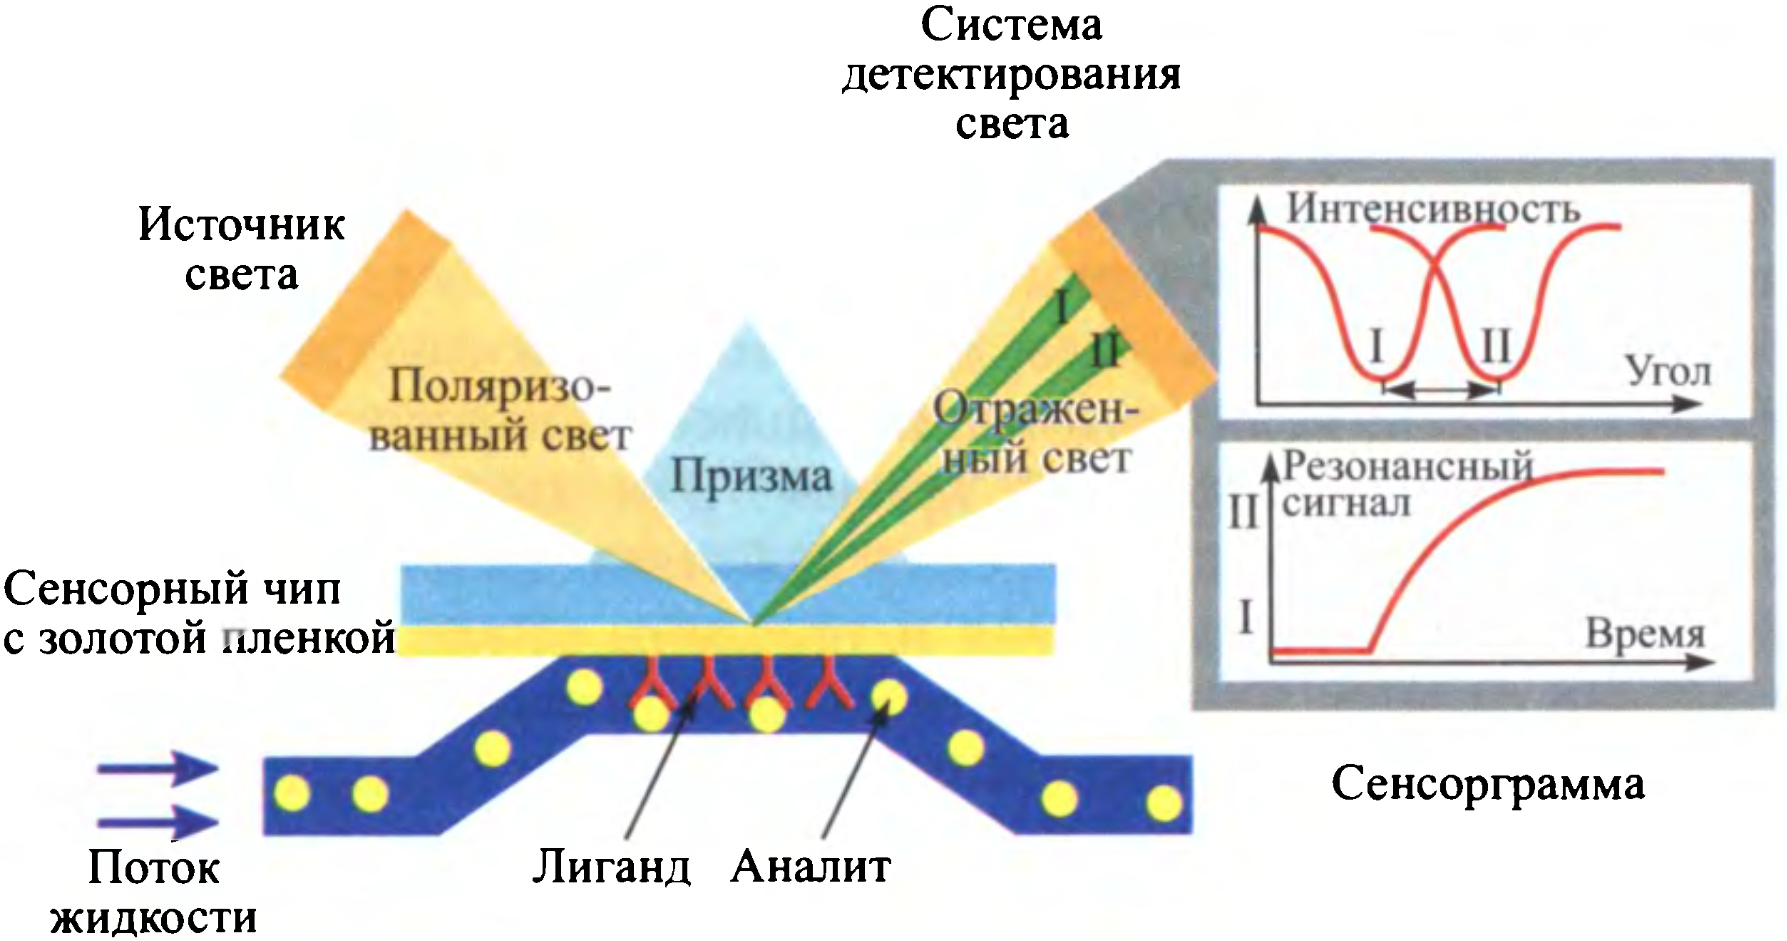 Система
детектирования
света
Источник
света
Поляризо-
ванный свет
Призма
I
II
Отражен-
ный свет
Интенсивность
I
II
Угол
Резонансный
сигнал
II
I
Время
Сенсорный чип
с золотой пленкой
Сенсорграмма
Поток
жидкости
Лиганд
Аналит